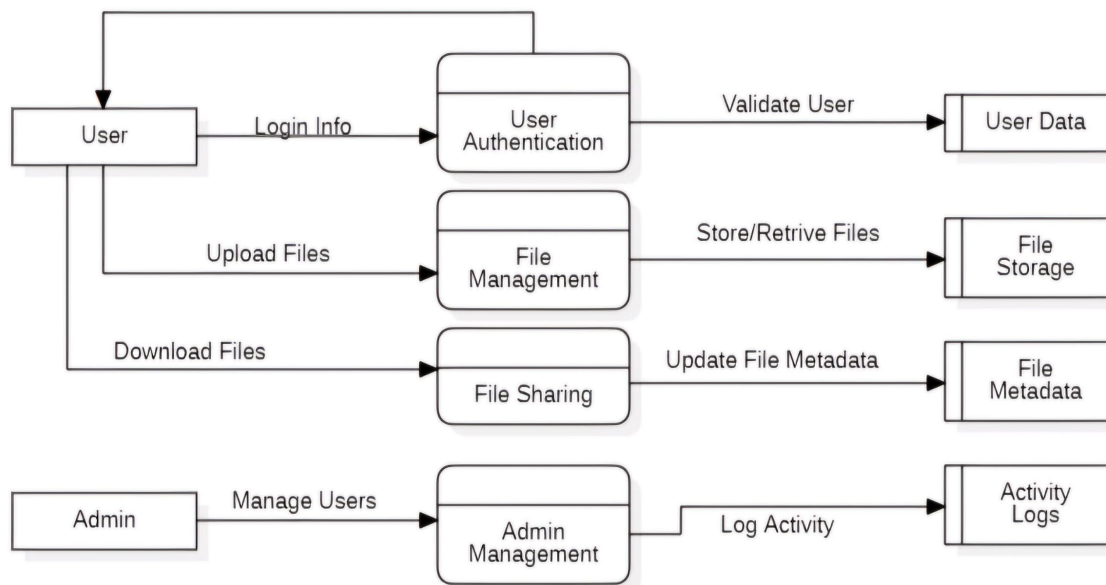 User
Login Info
User
Authentication
Validate User
User Data
Upload Files
File
Management
Store/Retrive Files
File
Storage
Download Files
File Sharing
Update File Metadata
File
Metadata
Admin
Manage Users
Admin
Management
Log Activity
Activity
Logs